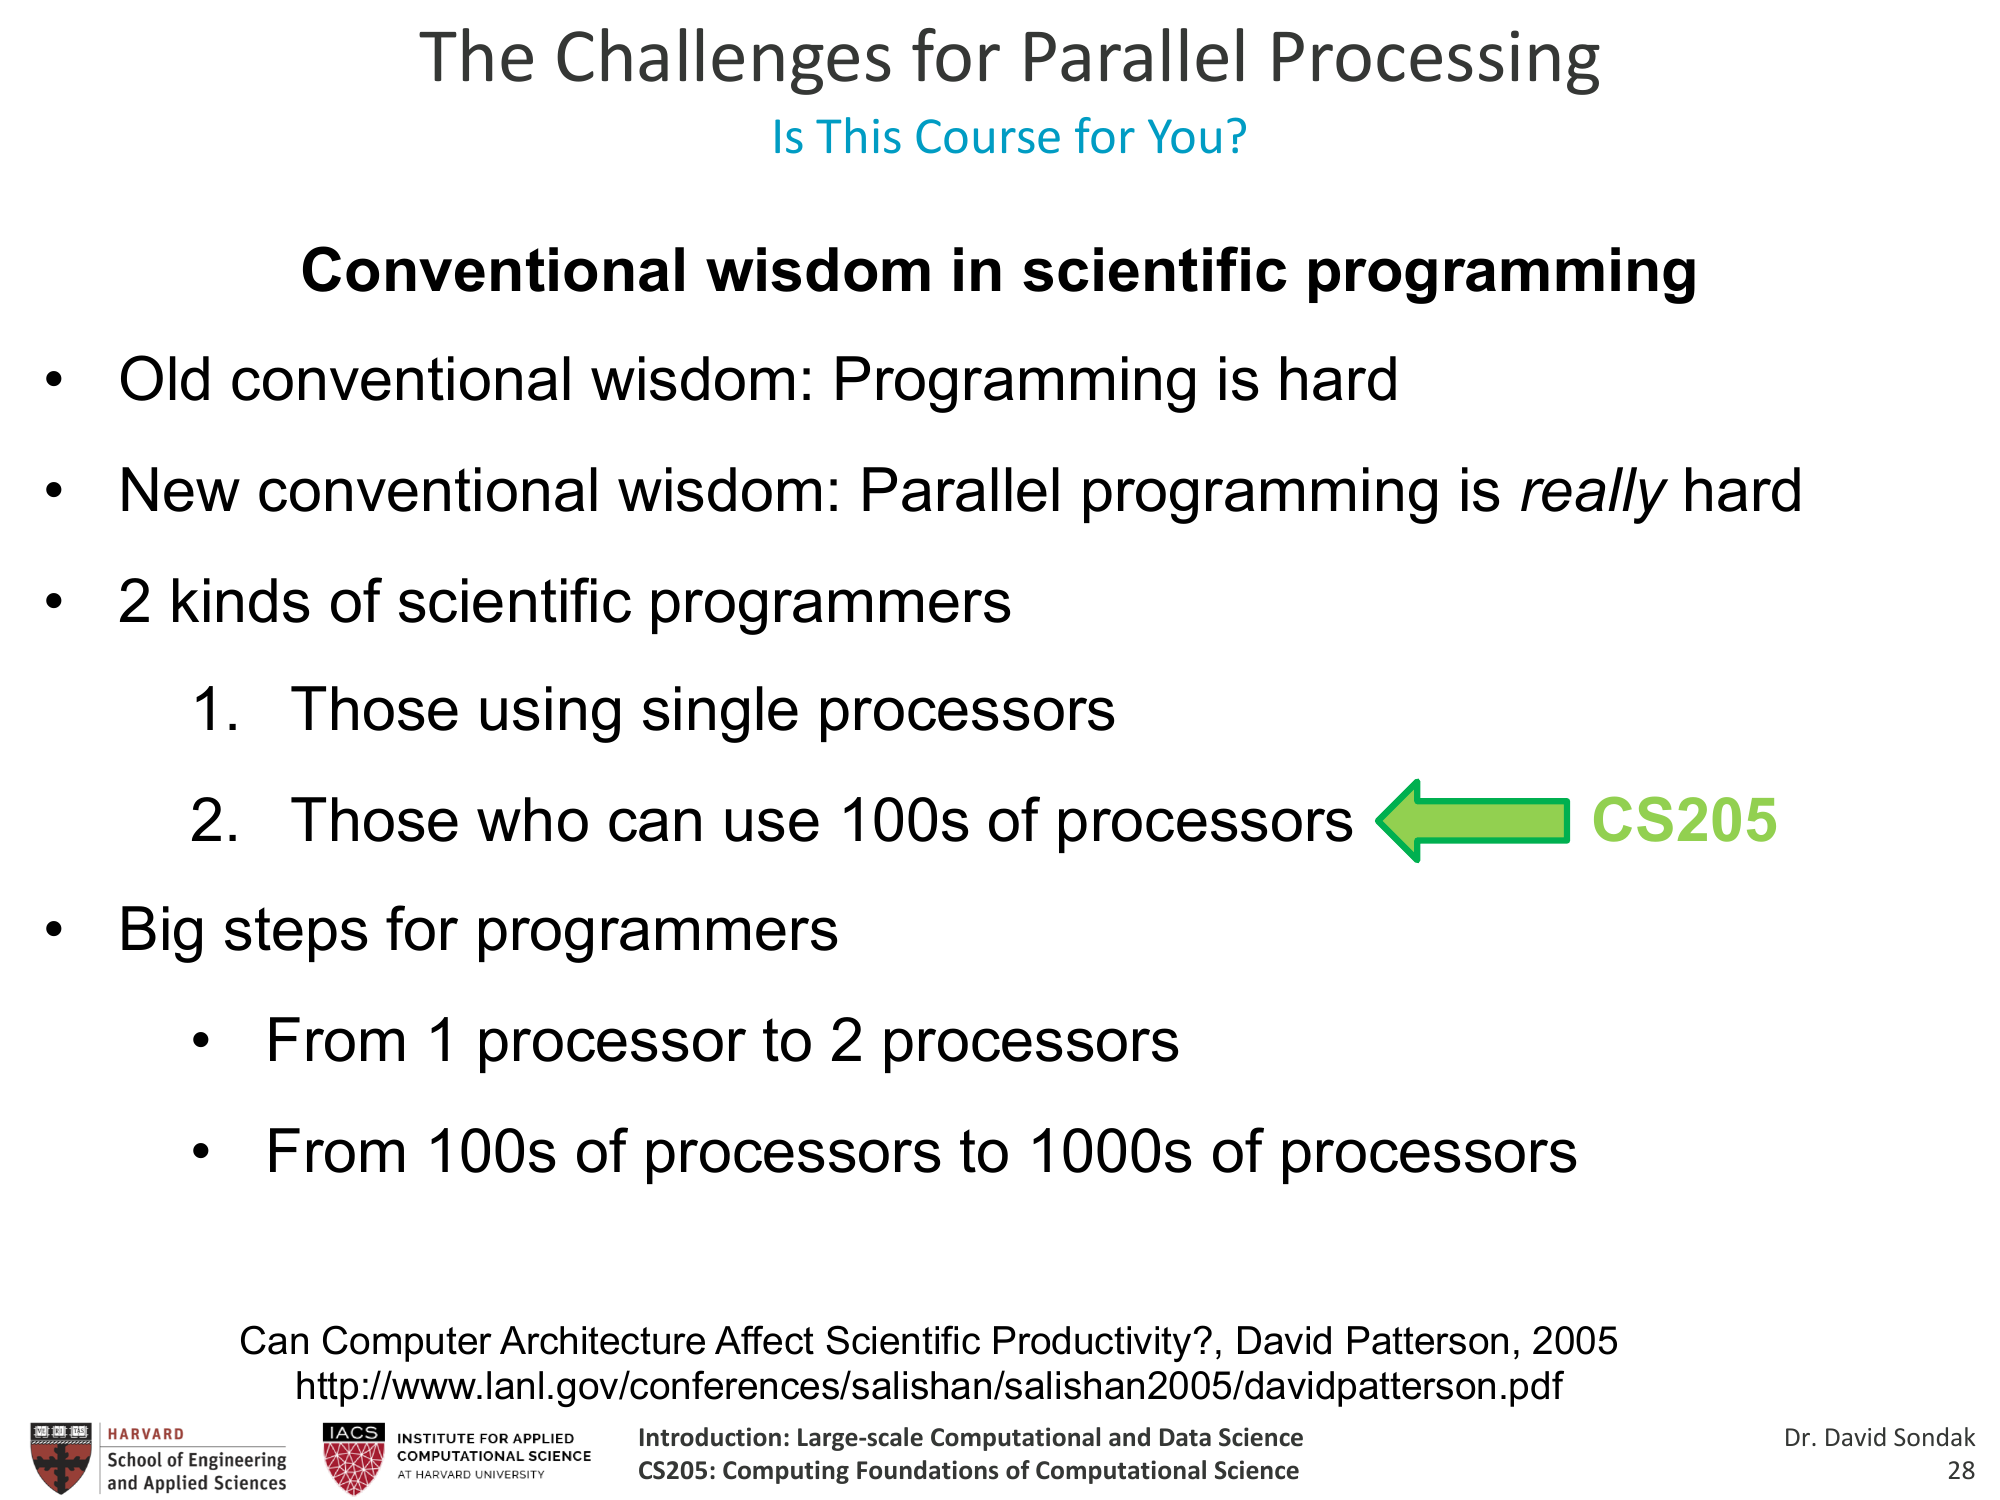 The Challenges for Parallel Processing
Is This Course for You?
Conventional wisdom in scientific programming
• Old conventional wisdom: Programming is hard
• New conventional wisdom: Parallel programming is really hard
• 2 kinds of scientific programmers
1. Those using single processors
2. Those who can use 100s of processors CS205
• Big steps for programmers
• From 1 processor to 2 processors
• From 100s of processors to 1000s of processors
Can Computer Architecture Affect Scientific Productivity?, David Patterson, 2005
http://www.lanl.gov/conferences/salishan/salishan2005/davidpatterson.pdf
HARVARD
School of Engineering
and Applied Sciences
IACS
INSTITUTE FOR APPLIED
COMPUTATIONAL SCIENCE
AT HARVARD UNIVERSITY
Introduction: Large-scale Computational and Data Science
CS205: Computing Foundations of Computational Science
Dr. David Sondak
28